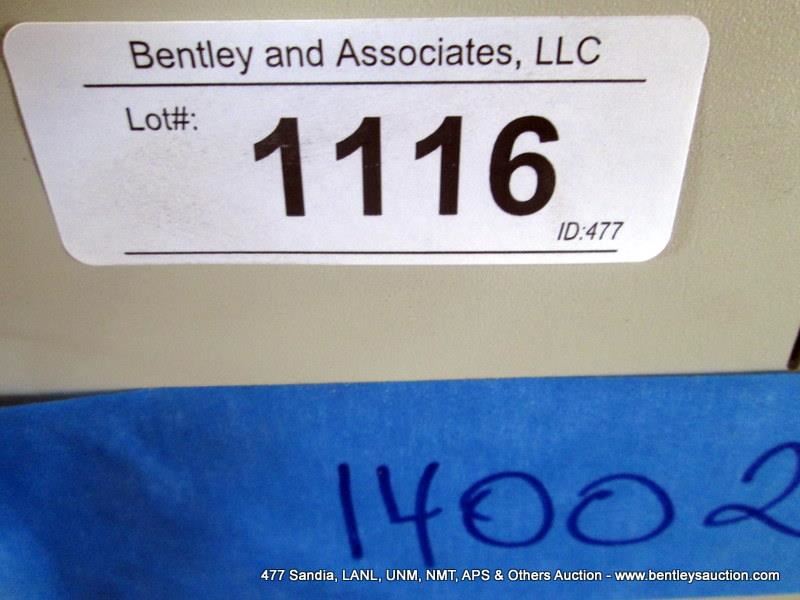 Bentley and Associates, LLC
Lot#:
1116
ID:477
14002
477 Sandia, LANL, UNM, NMT, APS & Others Auction - www.bentleysauction.com